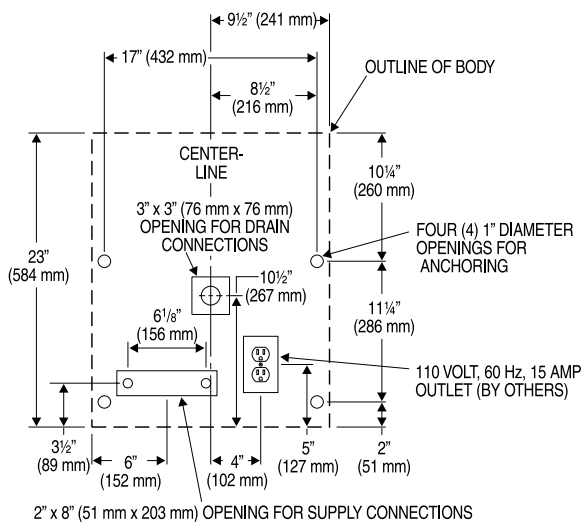 9½” (241 mm)
17” (432 mm)
OUTLINE OF BODY
8½”
(216 mm)
CENTER-
LINE
10¼”
(260 mm)
3” x 3” (76 mm x 76 mm)
OPENING FOR DRAIN
CONNECTIONS
FOUR (4) 1” DIAMETER
OPENINGS FOR
ANCHORING
23”
(584 mm)
10½”
(267 mm)
6⅛”
(156 mm)
11¼”
(286 mm)
110 VOLT, 60 Hz, 15 AMP
OUTLET (BY OTHERS)
3½”
(89 mm)
6”
(152 mm)
4”
(102 mm)
5”
(127 mm)
2”
(51 mm)
2” x 8” (51 mm x 203 mm) OPENING FOR SUPPLY CONNECTIONS